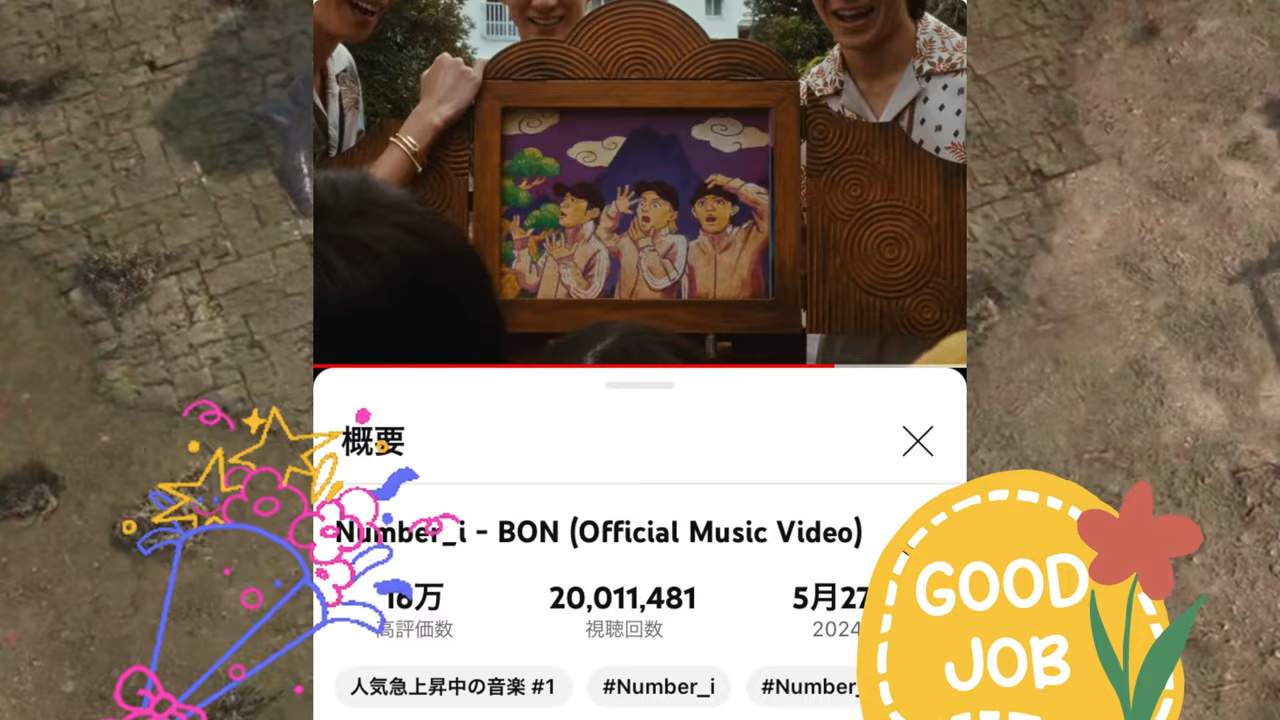 概要
Number_i - BON (Official Music Video)
16万 20,011,481 5月27
高評価数 視聴回数 2024
人気急上昇中の音楽 #1 #Number_i #Number_
GOOD
JOB